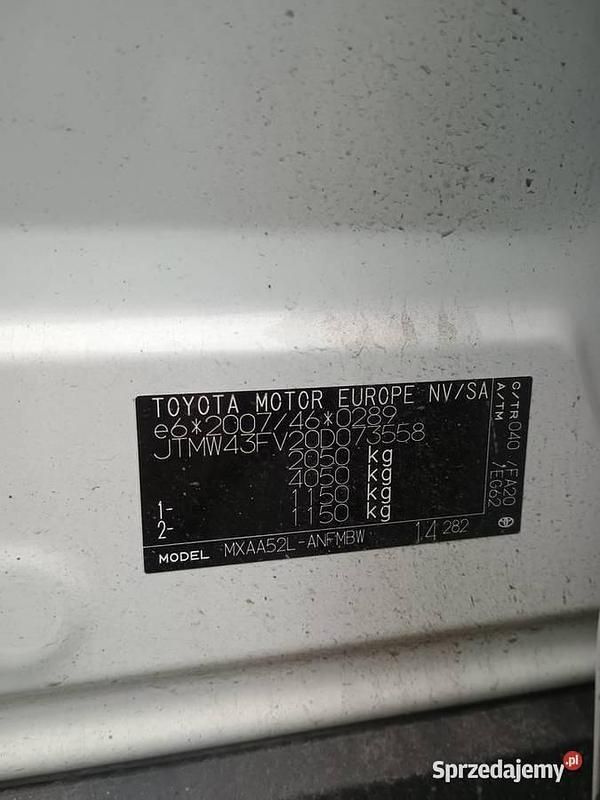 TOYOTA MOTOR EUROPE NV/SA
e6*2007/46*0289
JTMW43FV20D073558
2050 kg
4050 kg
1- 1150 kg
2- 1150 kg
MODEL MXAA52L-ANFMBW 14 282
C/TR 040 /FA20
A/TM /EG62
Sprzedajemy.pl